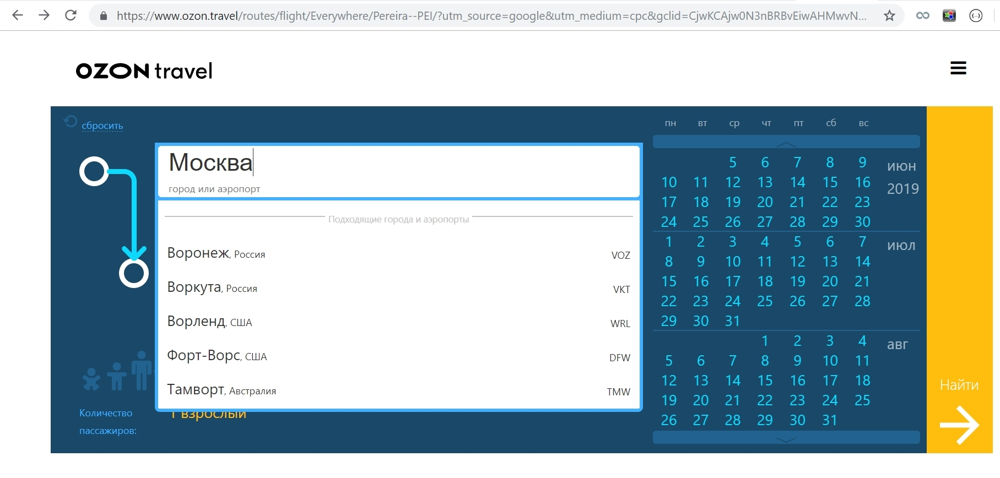 https://www.ozon.travel/routes/flight/Everywhere/Pereira--PEI/?utm_source=google&utm_medium=cpc&gclid=CjwKCAjw0N3nBRBvEiwAHMwvN...
OZON travel
сбросить
Москва
город или аэропорт
Подходящие города и аэропорты
Воронеж, Россия VOZ
Воркута, Россия VKT
Ворленд, США WRL
Форт-Ворс, США DFW
Тамворт, Австралия TMW
Количество
пассажиров:
1 взрослый
пн вт ср чт пт сб вс
5 6 7 8 9 июн
10 11 12 13 14 15 16 2019
17 18 19 20 21 22 23
24 25 26 27 28 29 30
1 2 3 4 5 6 7 июл
8 9 10 11 12 13 14
15 16 17 18 19 20 21
22 23 24 25 26 27 28
29 30 31
1 2 3 4 авг
5 6 7 8 9 10 11
12 13 14 15 16 17 18
19 20 21 22 23 24 25
26 27 28 29 30 31
Найти